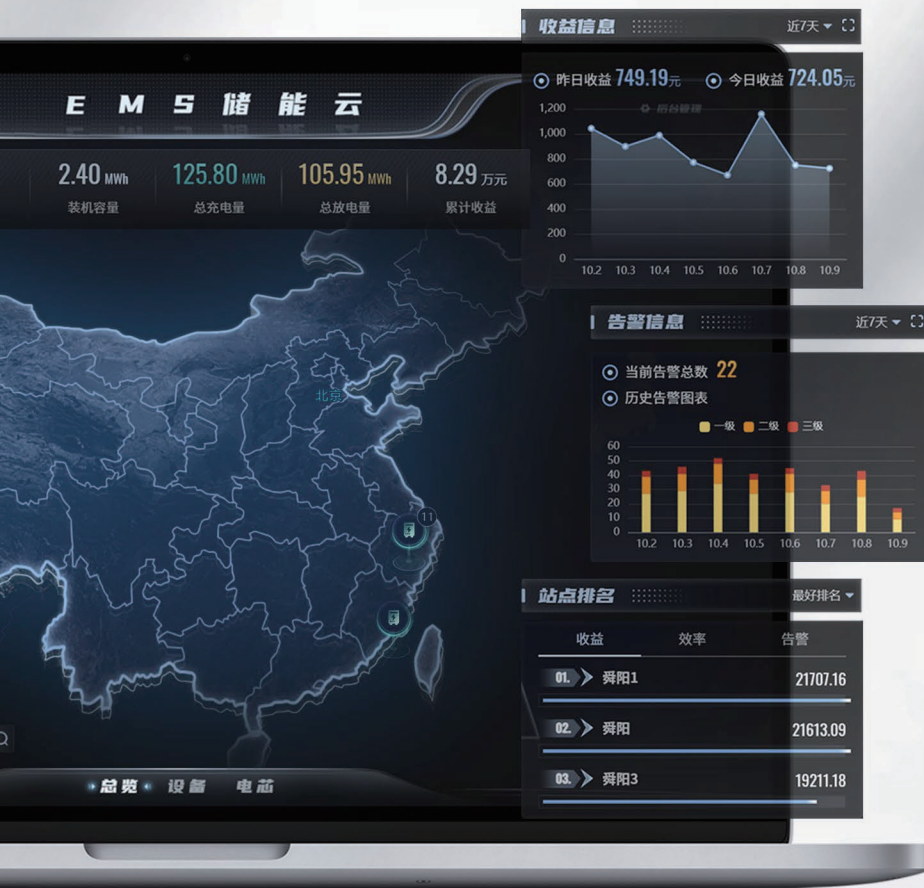 EMS储能云
2.40 MWh
装机容量
125.80 MWh
总充电量
105.95 MWh
总放电量
8.29 万元
累计收益
北京
11
总览 设备 电芯
收益信息 近7天
昨日收益 749.19元 今日收益 724.05元
后台管理
1,200
1,000
800
600
400
200
0
10.2 10.3 10.4 10.5 10.6 10.7 10.8 10.9
告警信息 近7天
当前告警总数 22
历史告警图表
一级 二级 三级
60
50
40
30
20
10
0
10.2 10.3 10.4 10.5 10.6 10.7 10.8 10.9
站点排名 最好排名
收益 效率 告警
01. 舜阳1 21707.16
02. 舜阳 21613.09
03. 舜阳3 19211.18